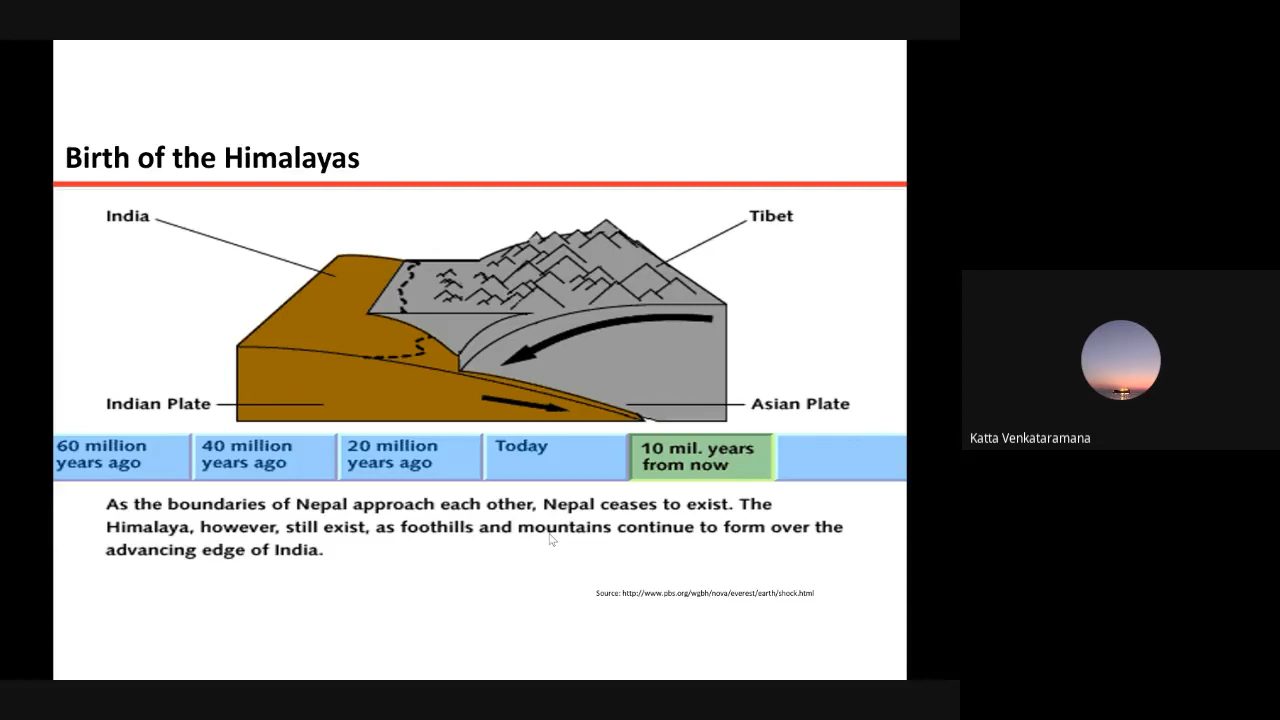 Birth of the Himalayas
India
Tibet
Indian Plate
Asian Plate
60 million
years ago
40 million
years ago
20 million
years ago
Today
10 mil. years
from now
As the boundaries of Nepal approach each other, Nepal ceases to exist. The
Himalaya, however, still exist, as foothills and mountains continue to form over the
advancing edge of India.
Source: http://www.pbs.org/wgbh/nova/everest/earth/shock.html
Katta Venkataramana